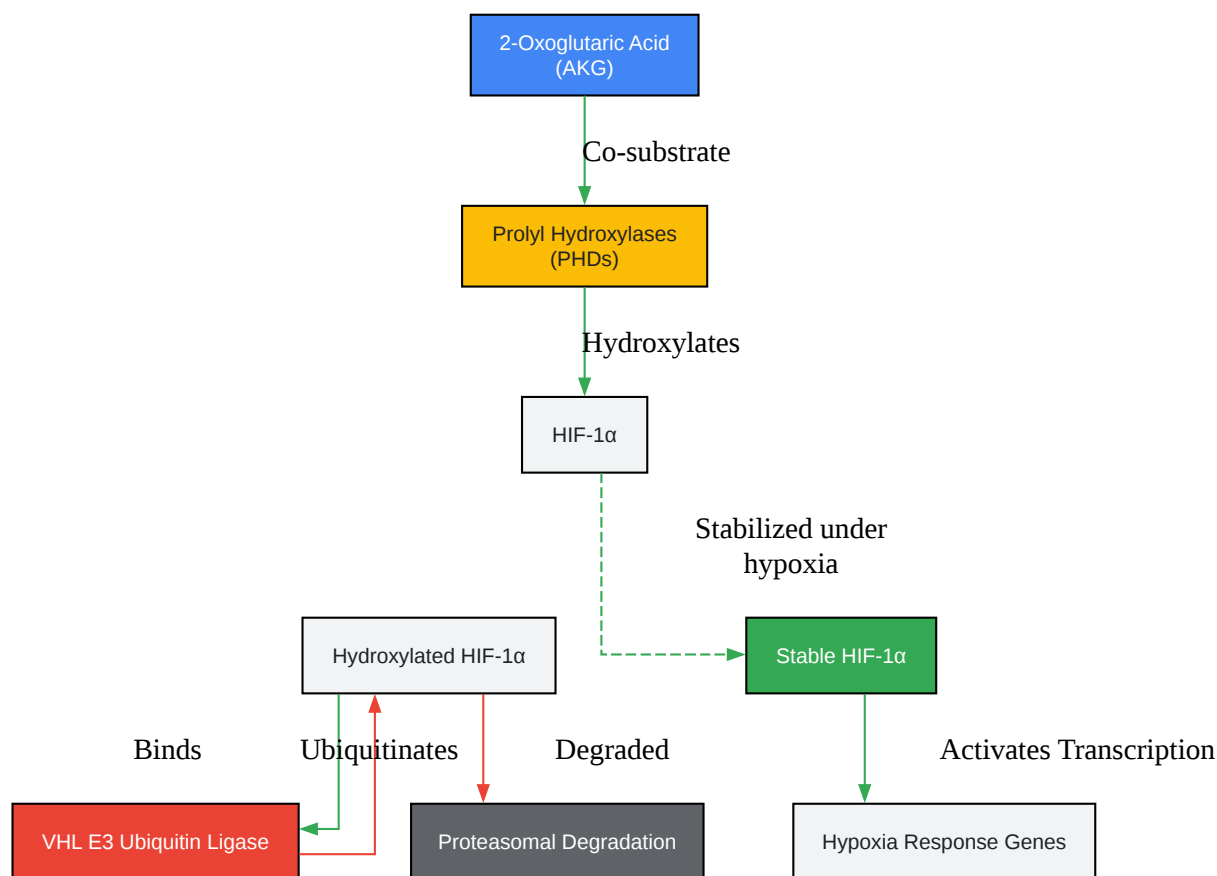 2-Oxoglutaric Acid
(AKG)
Co-substrate
Prolyl Hydroxylases
(PHDs)
Hydroxylates
HIF-1α
Stabilized under
hypoxia
Hydroxylated HIF-1α
Stable HIF-1α
Binds
Ubiquitinates
Degraded
Activates Transcription
VHL E3 Ubiquitin Ligase
Proteasomal Degradation
Hypoxia Response Genes